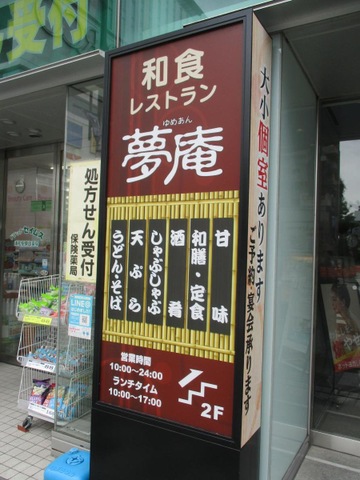 受付
和食
レストラン
ゆめあん
夢庵
甘味
和膳・定食
酒肴
しゃぶしゃぶ
天ぷら
うどん・そば
営業時間
10:00〜24:00
ランチタイム
10:00〜17:00
2F
大小個室あります
ご予約・宴会承ります
処方せん受付
保険薬局
LINE